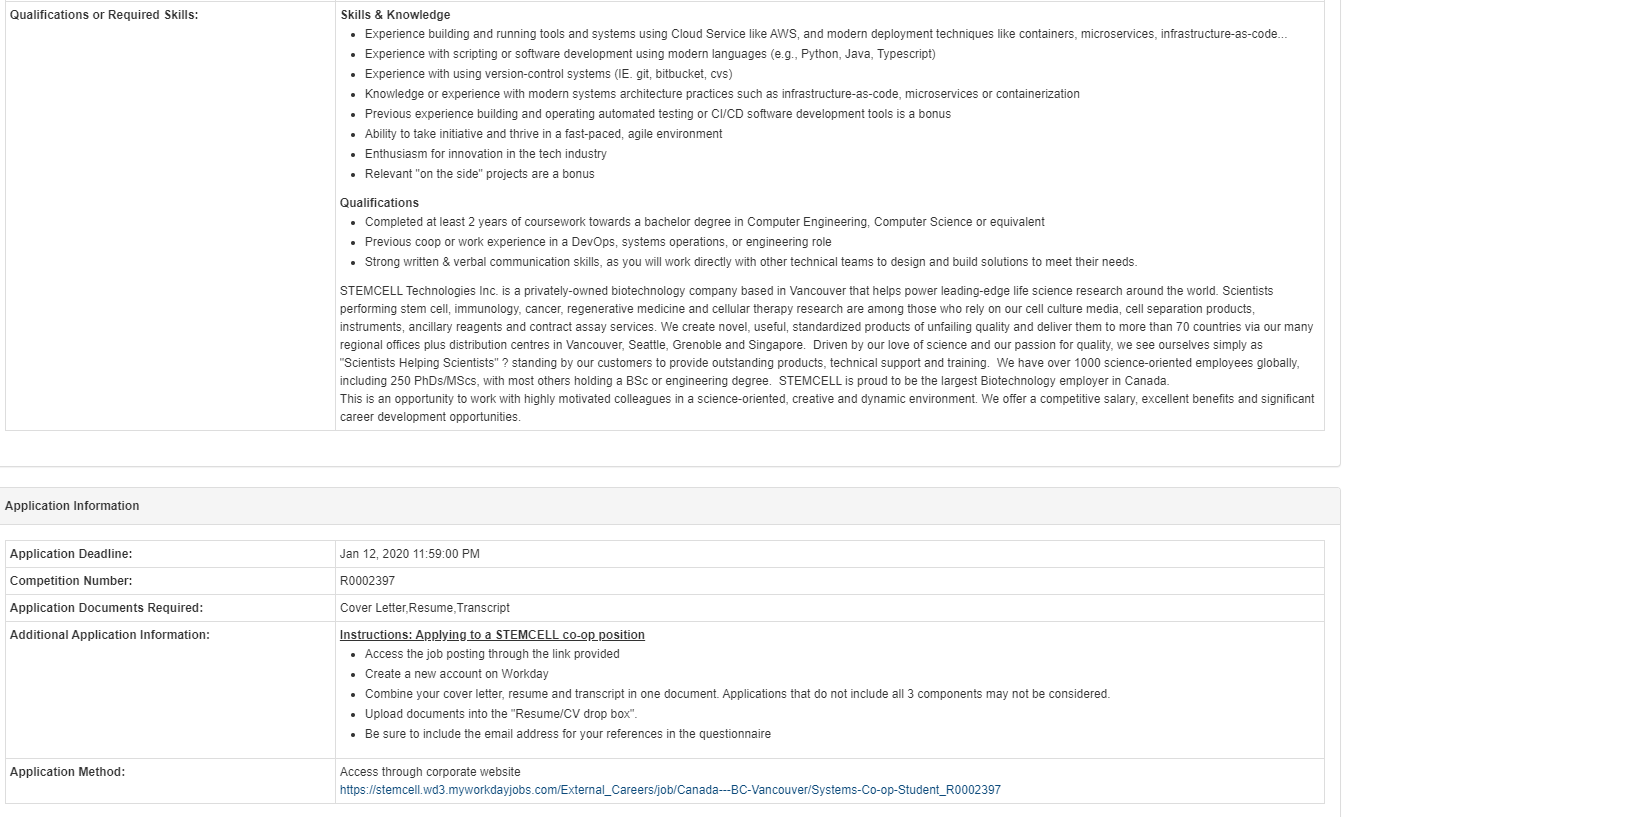 Qualifications or Required Skills:
Skills & Knowledge
Experience building and running tools and systems using Cloud Service like AWS, and modern deployment techniques like containers, microservices, infrastructure-as-code...
Experience with scripting or software development using modern languages (e.g., Python, Java, Typescript)
Experience with using version-control systems (IE. git, bitbucket, cvs)
Knowledge or experience with modern systems architecture practices such as infrastructure-as-code, microservices or containerization
Previous experience building and operating automated testing or CI/CD software development tools is a bonus
Ability to take initiative and thrive in a fast-paced, agile environment
Enthusiasm for innovation in the tech industry
Relevant "on the side" projects are a bonus
Qualifications
Completed at least 2 years of coursework towards a bachelor degree in Computer Engineering, Computer Science or equivalent
Previous coop or work experience in a DevOps, systems operations, or engineering role
Strong written & verbal communication skills, as you will work directly with other technical teams to design and build solutions to meet their needs.
STEMCELL Technologies Inc. is a privately-owned biotechnology company based in Vancouver that helps power leading-edge life science research around the world. Scientists
performing stem cell, immunology, cancer, regenerative medicine and cellular therapy research are among those who rely on our cell culture media, cell separation products,
instruments, ancillary reagents and contract assay services. We create novel, useful, standardized products of unfailing quality and deliver them to more than 70 countries via our many
regional offices plus distribution centres in Vancouver, Seattle, Grenoble and Singapore.  Driven by our love of science and our passion for quality, we see ourselves simply as
"Scientists Helping Scientists" ? standing by our customers to provide outstanding products, technical support and training.  We have over 1000 science-oriented employees globally,
including 250 PhDs/MScs, with most others holding a BSc or engineering degree.  STEMCELL is proud to be the largest Biotechnology employer in Canada.
This is an opportunity to work with highly motivated colleagues in a science-oriented, creative and dynamic environment. We offer a competitive salary, excellent benefits and significant
career development opportunities.
Application Information
Application Deadline:
Jan 12, 2020 11:59:00 PM
Competition Number:
R0002397
Application Documents Required:
Cover Letter,Resume,Transcript
Additional Application Information:
Instructions: Applying to a STEMCELL co-op position
Access the job posting through the link provided
Create a new account on Workday
Combine your cover letter, resume and transcript in one document. Applications that do not include all 3 components may not be considered.
Upload documents into the "Resume/CV drop box".
Be sure to include the email address for your references in the questionnaire
Application Method:
Access through corporate website
https://stemcell.wd3.myworkdayjobs.com/External_Careers/job/Canada---BC-Vancouver/Systems-Co-op-Student_R0002397